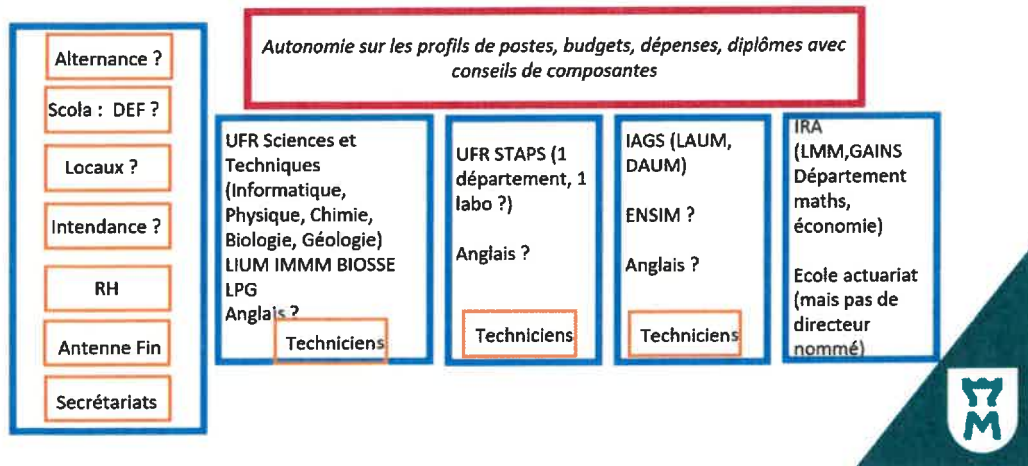 Alternance ?
Scola : DEF ?
Locaux ?
Intendance ?
RH
Antenne Fin
Secrétariats
Autonomie sur les profils de postes, budgets, dépenses, diplômes avec
conseils de composantes
UFR Sciences et
Techniques
(Informatique,
Physique, Chimie,
Biologie, Géologie)
LIUM IMMM BIOSSE
LPG
Anglais ?
Techniciens
UFR STAPS (1
département, 1
labo ?)
Anglais ?
Techniciens
IAGS (LAUM,
DAUM)
ENSIM ?
Anglais ?
Techniciens
IRA
(LMM,GAINS
Département
maths,
économie)
Ecole actuariat
(mais pas de
directeur
nommé)
M